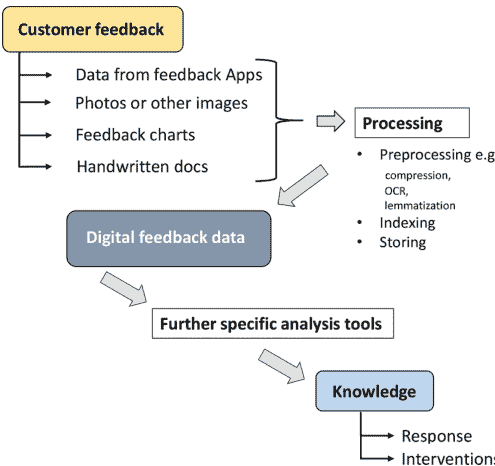 Customer feedback
Data from feedback Apps
Photos or other images
Feedback charts
Handwritten docs
Processing
• Preprocessing e.g
compression,
OCR,
lemmatization
• Indexing
• Storing
Digital feedback data
Further specific analysis tools
Knowledge
Response
Interventions